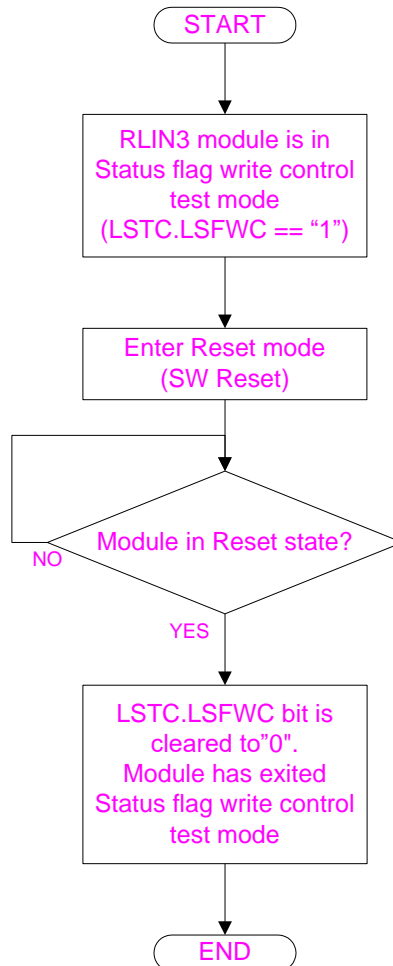 START
RLIN3 module is in
Status flag write control
test mode
(LSTC.LSFWC == “1”)
Enter Reset mode
(SW Reset)
Module in Reset state?
NO
YES
LSTC.LSFWC bit is
cleared to"0".
Module has exited
Status flag write control
test mode
END